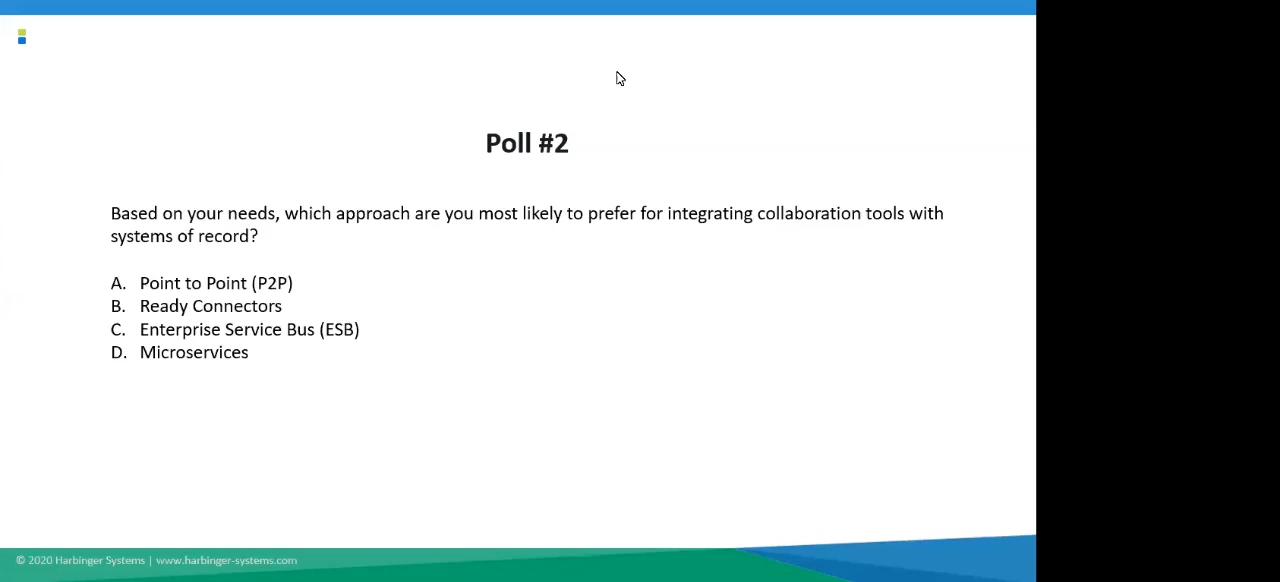 Poll #2
Based on your needs, which approach are you most likely to prefer for integrating collaboration tools with
systems of record?
A. Point to Point (P2P)
B. Ready Connectors
C. Enterprise Service Bus (ESB)
D. Microservices
© 2020 Harbinger Systems | www.harbinger-systems.com